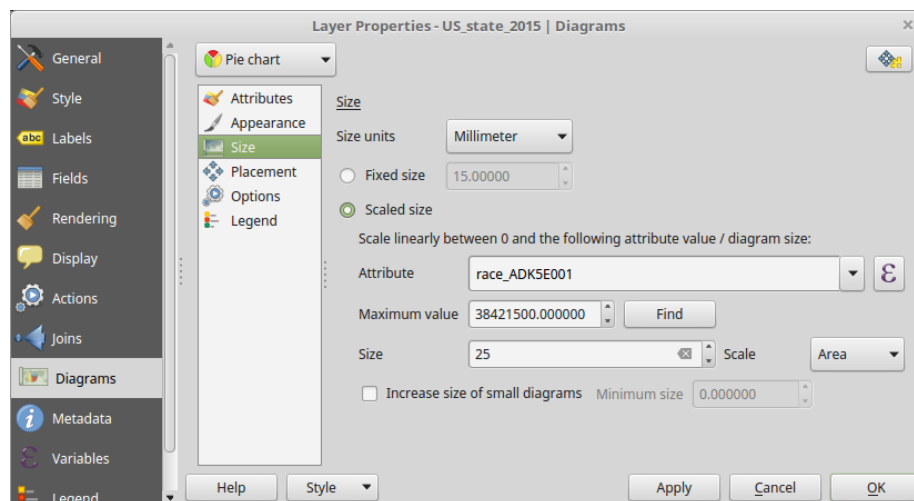 Layer Properties - US_state_2015 | Diagrams
General
Style
abc Labels
Fields
Rendering
Display
Actions
Joins
Diagrams
Metadata
Variables
Legend
Pie chart
Attributes
Appearance
Size
Placement
Options
Legend
Size
Size units Millimeter
Fixed size 15.00000
Scaled size
Scale linearly between 0 and the following attribute value / diagram size:
Attribute race_ADK5E001 ε
Maximum value 38421500.000000 Find
Size 25 Scale Area
Increase size of small diagrams Minimum size 0.000000
Help Style Apply Cancel OK